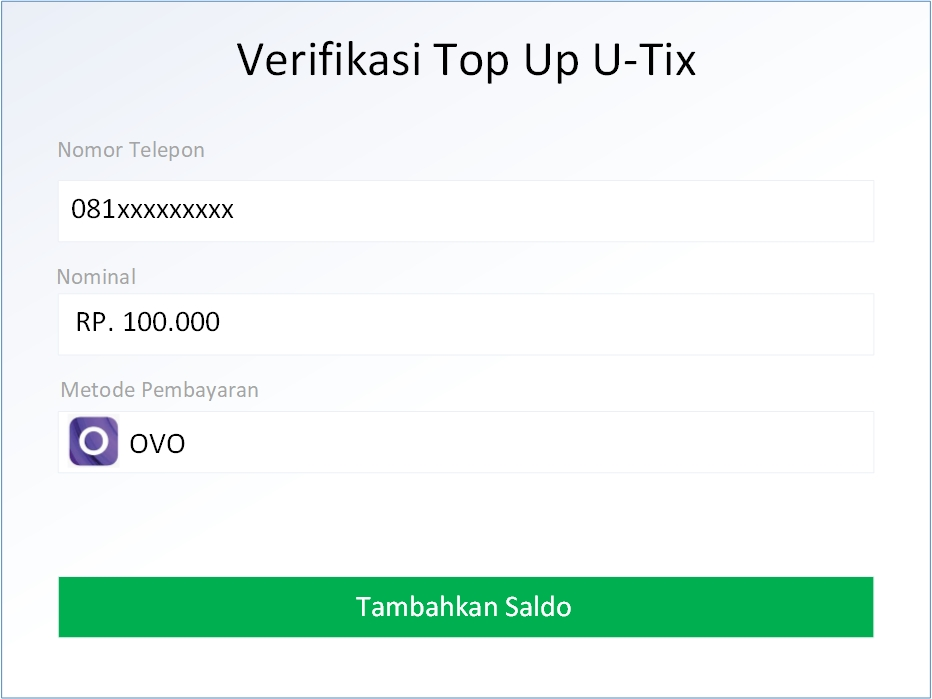 Verifikasi Top Up U-Tix
Nomor Telepon
081xxxxxxxxx
Nominal
RP. 100.000
Metode Pembayaran
OVO
Tambahkan Saldo